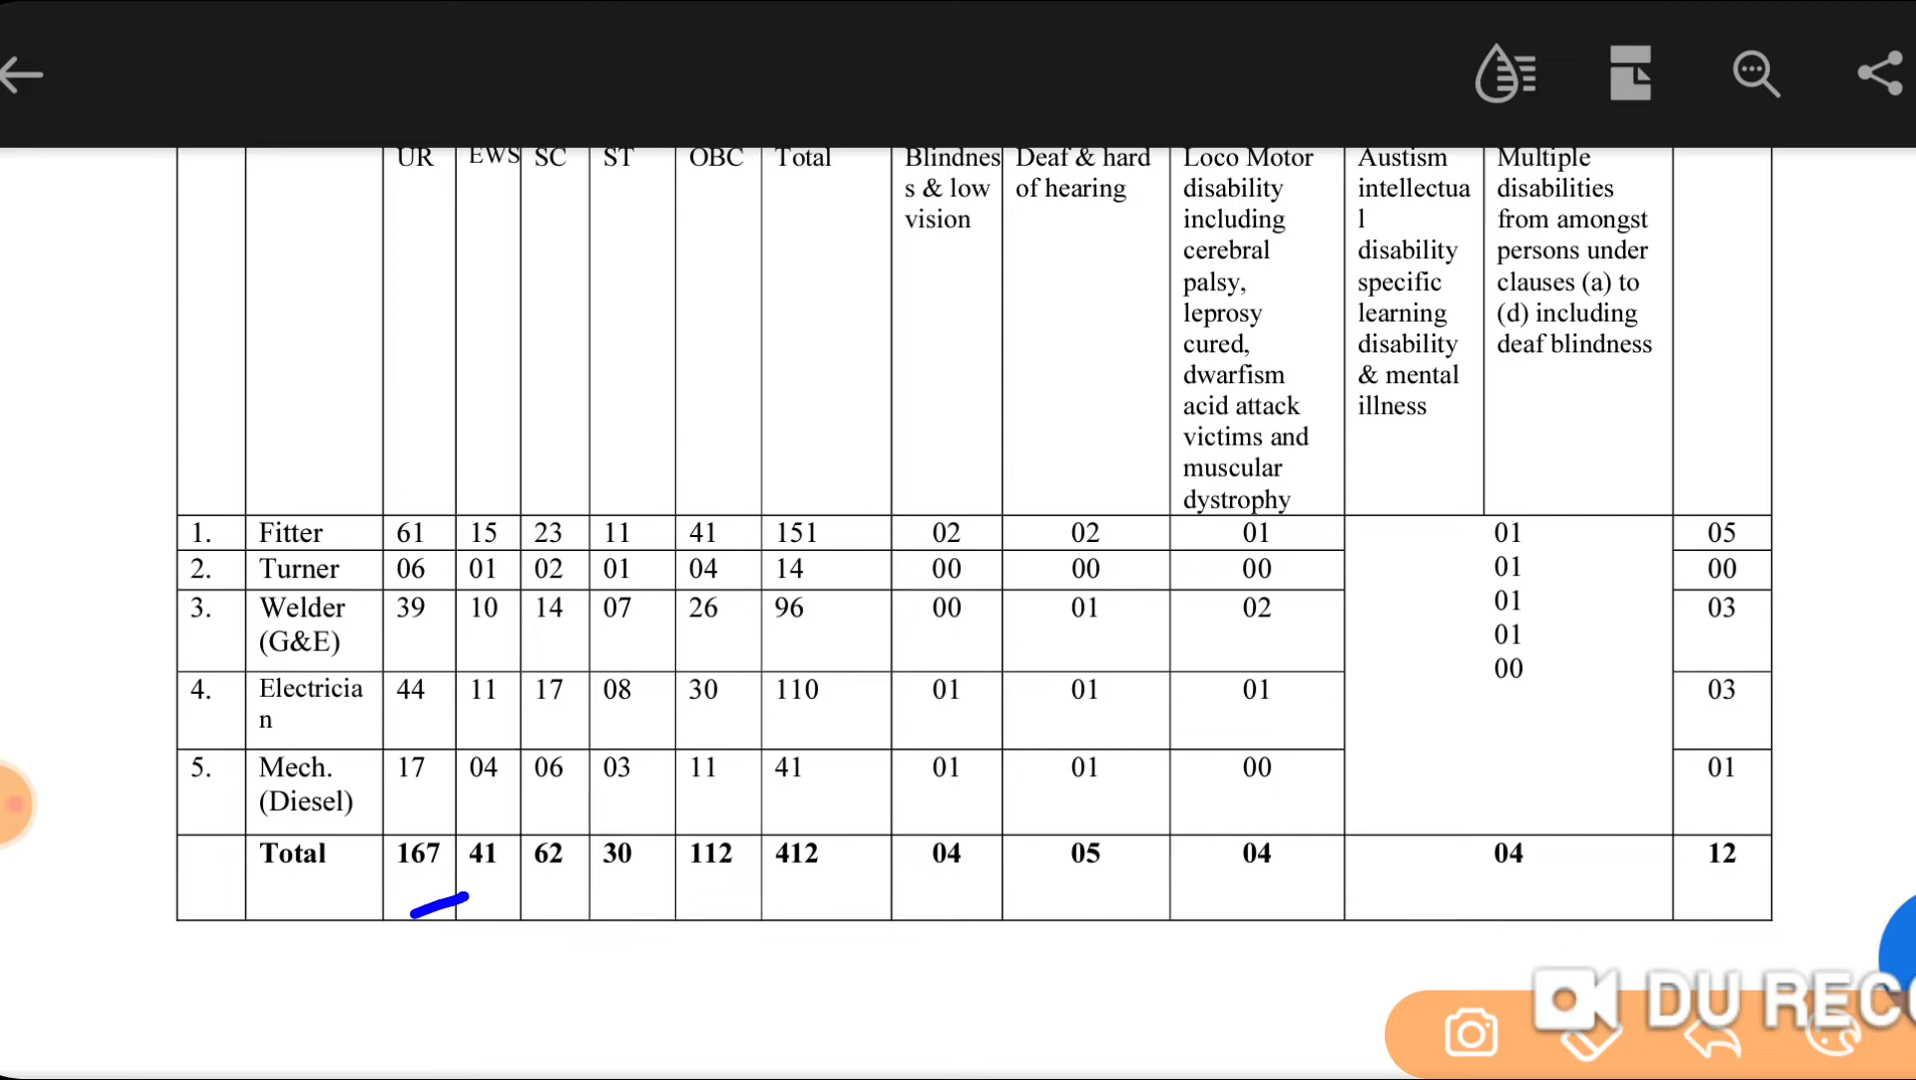 UR EWS SC ST OBC Total Blindnes Deaf & hard Loco Motor Austism Multiple
s & low of hearing disability intellectua disabilities
vision including l from amongst
cerebral disability persons under
palsy, specific clauses (a) to
leprosy learning (d) including
cured, disability deaf blindness
dwarfism & mental
acid attack illness
victims and
muscular
dystrophy
1. Fitter 61 15 23 11 41 151 02 02 01 01 05
2. Turner 06 01 02 01 04 14 00 00 00 01 00
3. Welder 39 10 14 07 26 96 00 01 02 01 03
(G&E) 01
00
4. Electricia 44 11 17 08 30 110 01 01 01 03
n
5. Mech. 17 04 06 03 11 41 01 01 00 01
(Diesel)
Total 167 41 62 30 112 412 04 05 04 04 12
DU REC